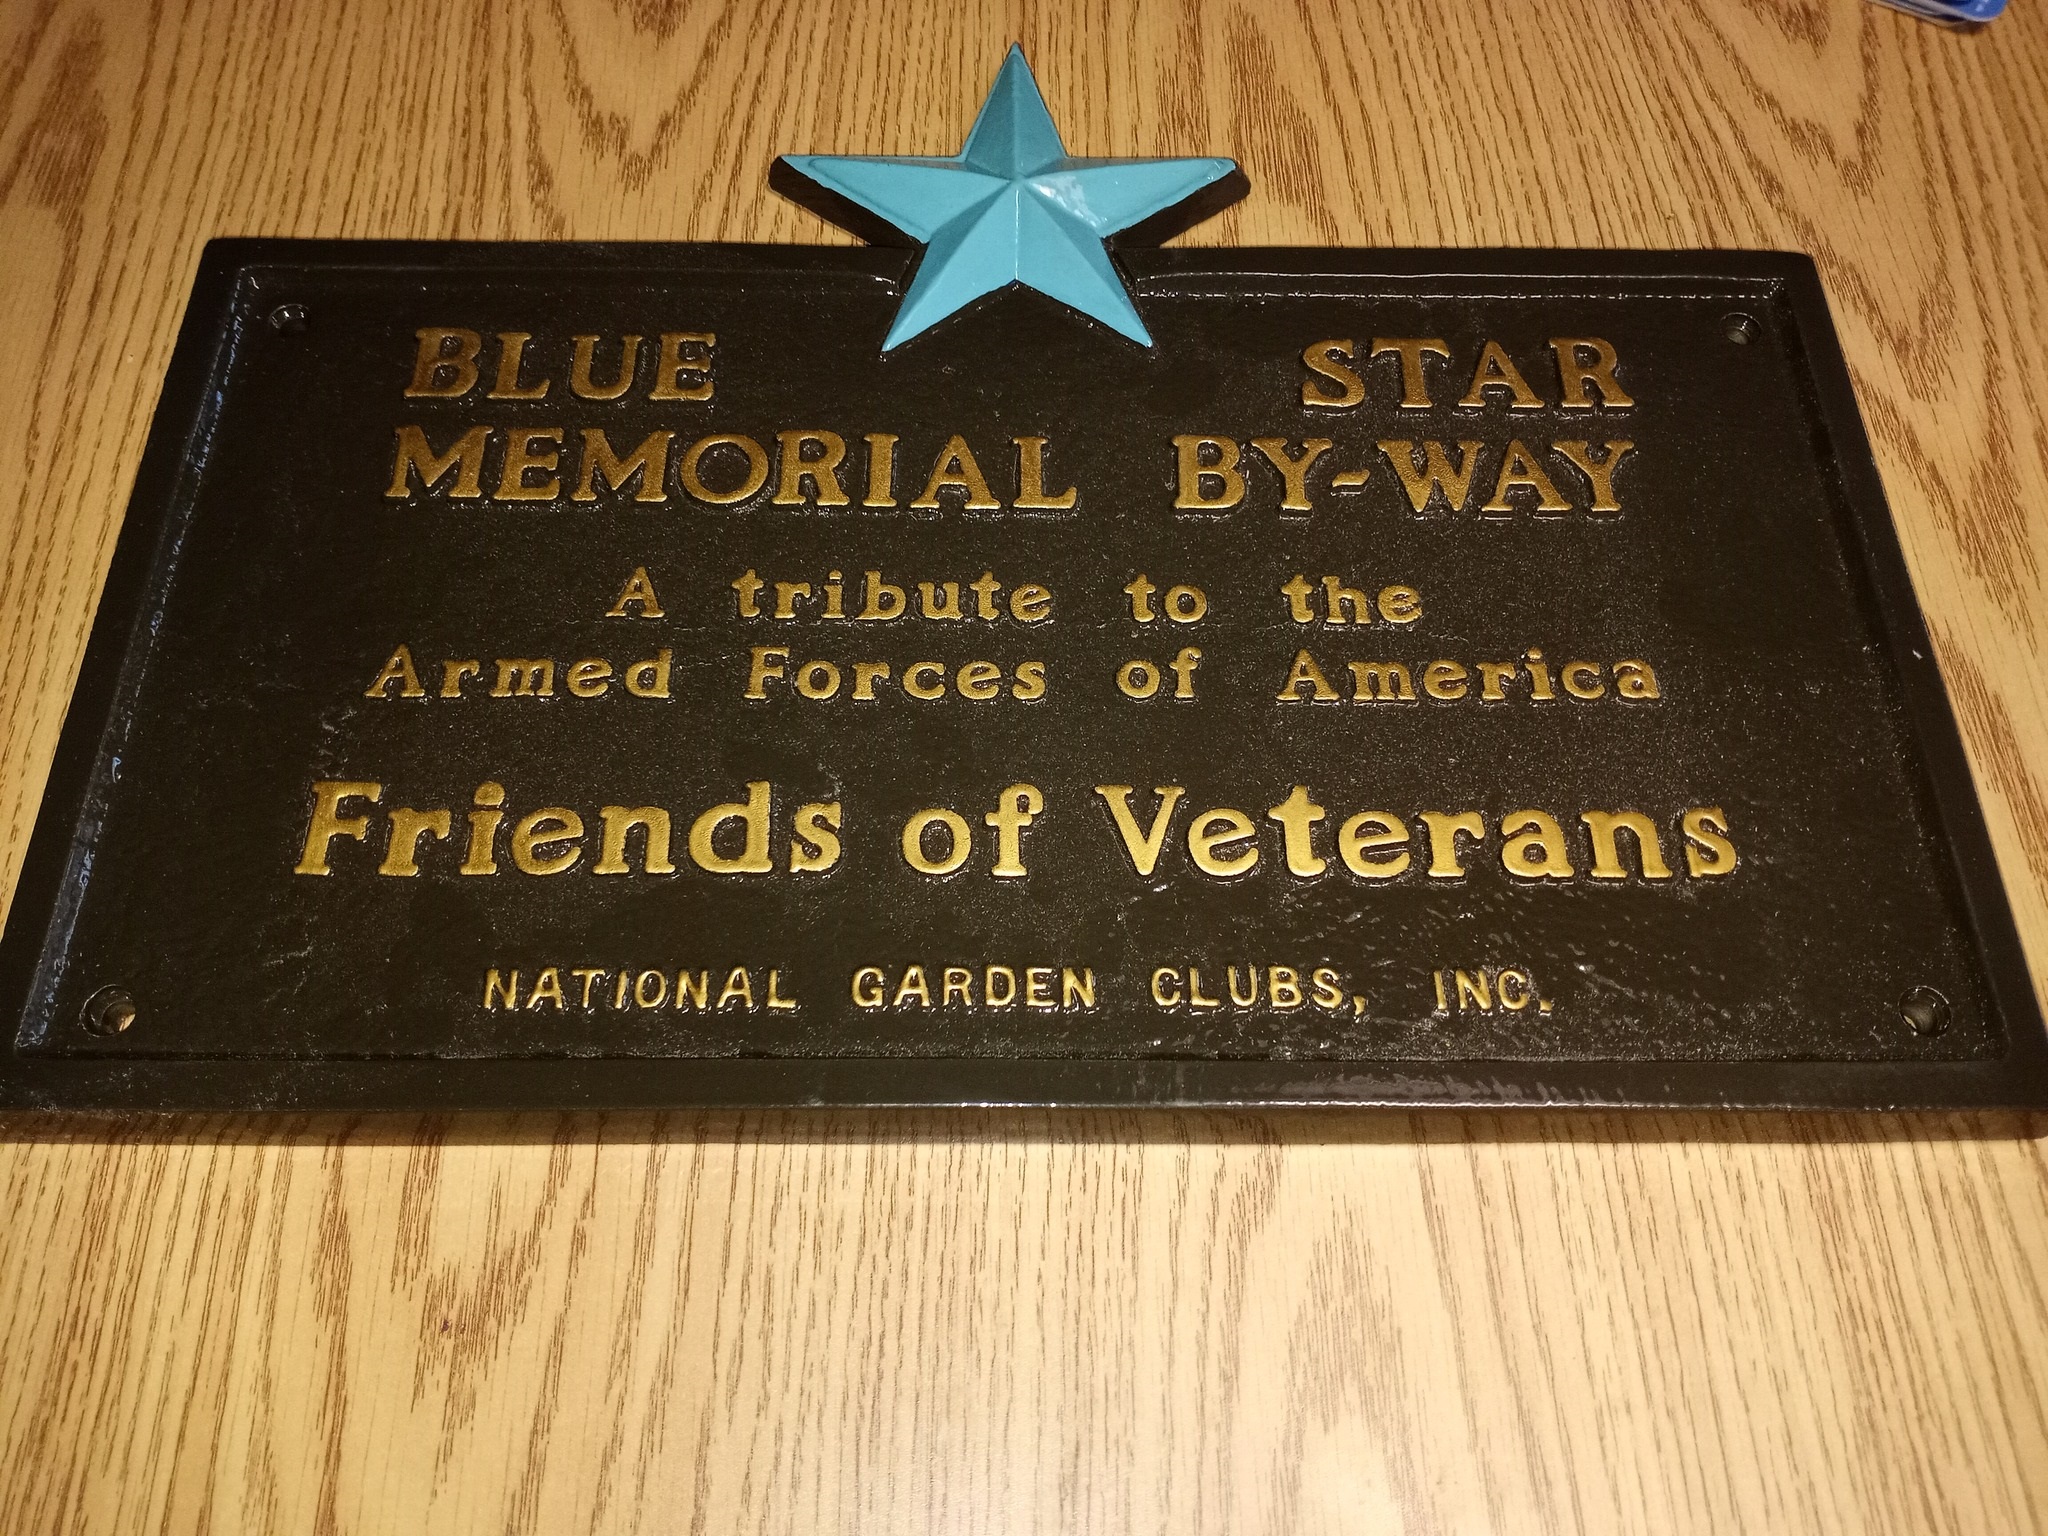 BLUE STAR
MEMORIAL BY-WAY
A tribute to the
Armed Forces of America
Friends of Veterans
NATIONAL GARDEN CLUBS, INC.